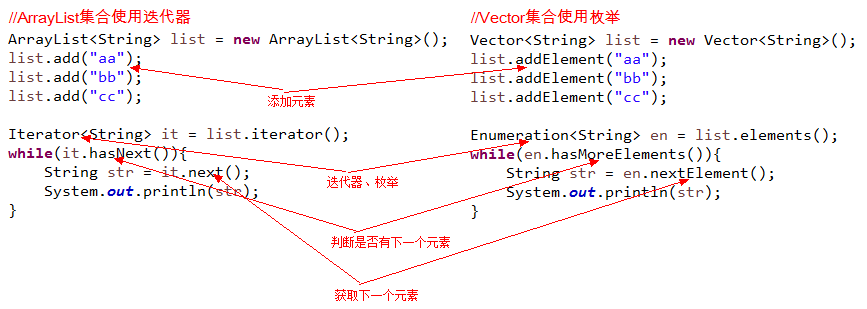 //ArrayList集合使用迭代器
ArrayList<String> list = new ArrayList<String>();
list.add("aa");
list.add("bb");
list.add("cc");
Iterator<String> it = list.iterator();
while(it.hasNext()){
    String str = it.next();
    System.out.println(str);
}
//Vector集合使用枚举
Vector<String> list = new Vector<String>();
list.addElement("aa");
list.addElement("bb");
list.addElement("cc");
Enumeration<String> en = list.elements();
while(en.hasMoreElements()){
    String str = en.nextElement();
    System.out.println(str);
}
添加元素
迭代器、枚举
判断是否有下一个元素
获取下一个元素